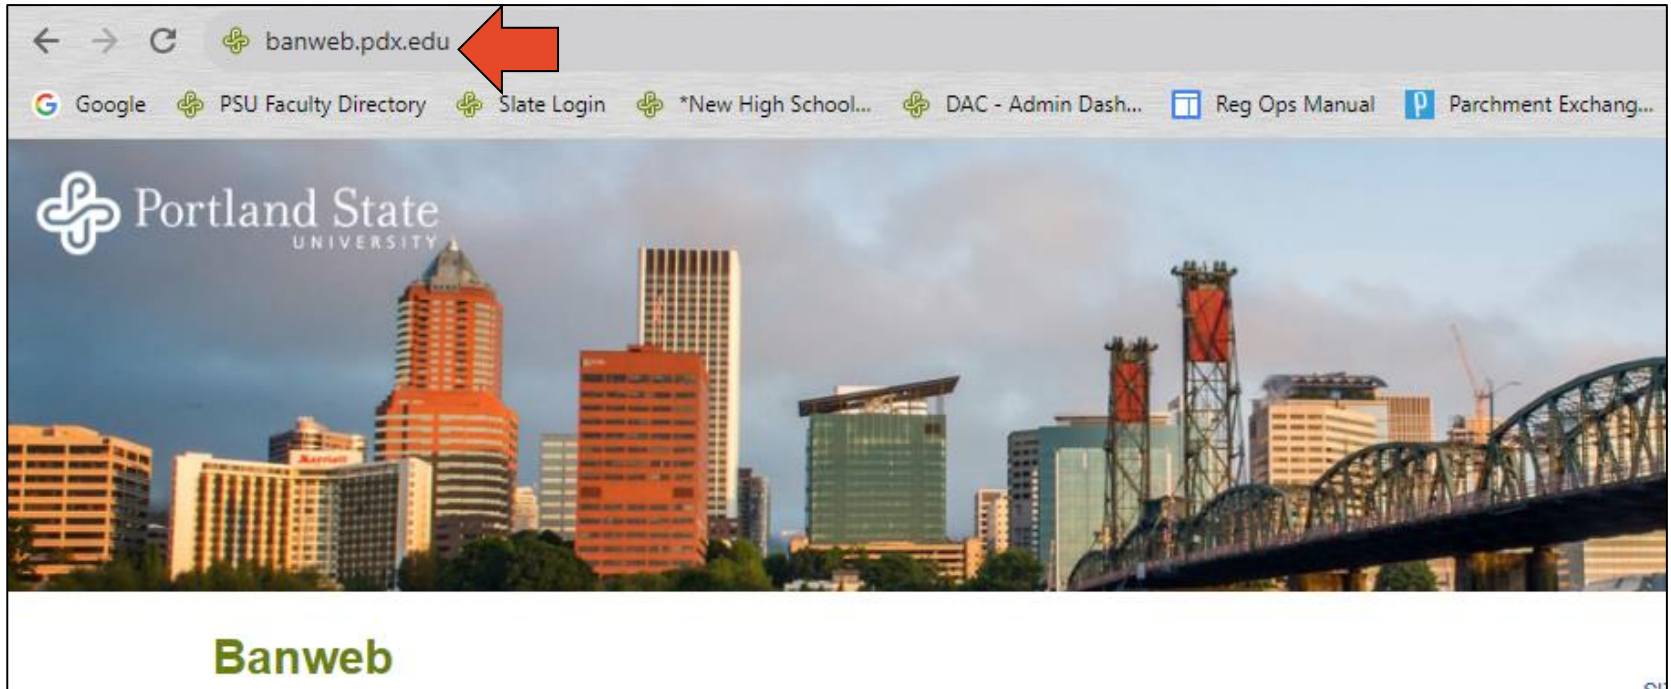 banweb.pdx.edu
Google PSU Faculty Directory Slate Login *New High School... DAC - Admin Dash... Reg Ops Manual Parchment Exchang...
Portland State
UNIVERSITY
Marriott
Banweb